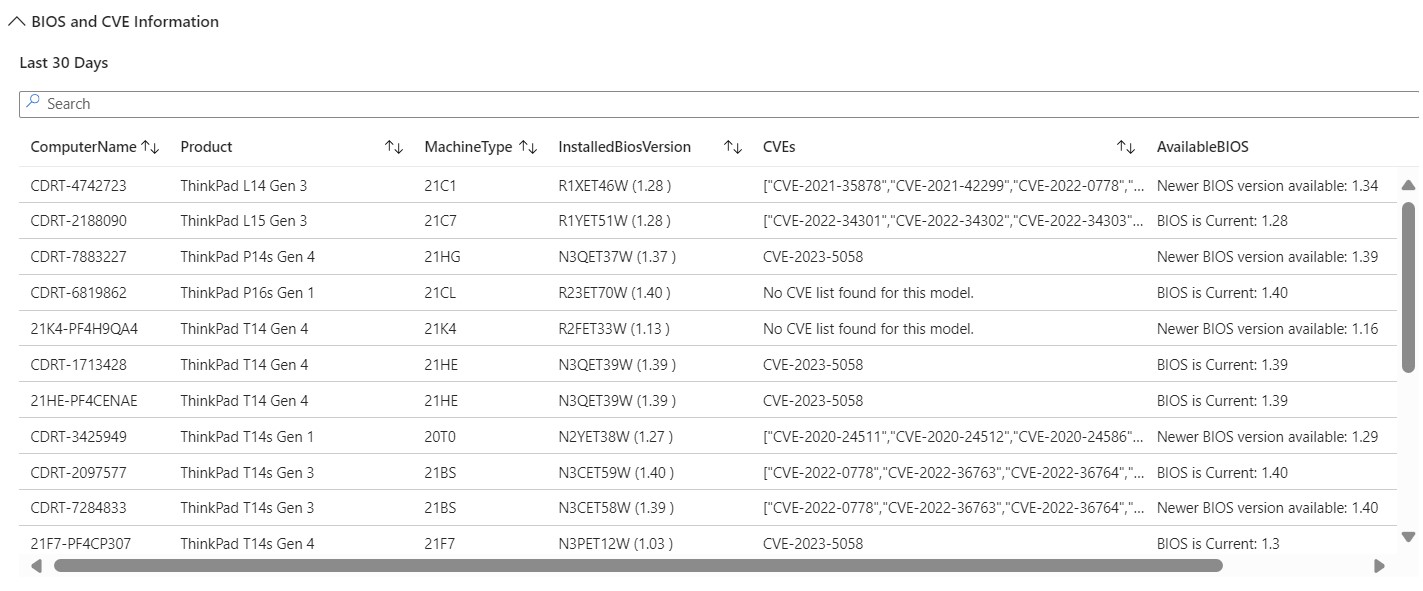 BIOS and CVE Information
Last 30 Days
Search
ComputerName Product MachineType InstalledBiosVersion CVEs AvailableBIOS
CDRT-4742723 ThinkPad L14 Gen 3 21C1 R1XET46W (1.28 ) ["CVE-2021-35878","CVE-2021-42299","CVE-2022-0778","... Newer BIOS version available: 1.34
CDRT-2188090 ThinkPad L15 Gen 3 21C7 R1YET51W (1.28 ) ["CVE-2022-34301","CVE-2022-34302","CVE-2022-34303"... BIOS is Current: 1.28
CDRT-7883227 ThinkPad P14s Gen 4 21HG N3QET37W (1.37 ) CVE-2023-5058 Newer BIOS version available: 1.39
CDRT-6819862 ThinkPad P16s Gen 1 21CL R23ET70W (1.40 ) No CVE list found for this model. BIOS is Current: 1.40
21K4-PF4H9QA4 ThinkPad T14 Gen 4 21K4 R2FET33W (1.13 ) No CVE list found for this model. Newer BIOS version available: 1.16
CDRT-1713428 ThinkPad T14 Gen 4 21HE N3QET39W (1.39 ) CVE-2023-5058 BIOS is Current: 1.39
21HE-PF4CENAE ThinkPad T14 Gen 4 21HE N3QET39W (1.39 ) CVE-2023-5058 BIOS is Current: 1.39
CDRT-3425949 ThinkPad T14s Gen 1 20T0 N2YET38W (1.27 ) ["CVE-2020-24511","CVE-2020-24512","CVE-2020-24586"... Newer BIOS version available: 1.29
CDRT-2097577 ThinkPad T14s Gen 3 21BS N3CET59W (1.40 ) ["CVE-2022-0778","CVE-2022-36763","CVE-2022-36764","... BIOS is Current: 1.40
CDRT-7284833 ThinkPad T14s Gen 3 21BS N3CET58W (1.39 ) ["CVE-2022-0778","CVE-2022-36763","CVE-2022-36764","... Newer BIOS version available: 1.40
21F7-PF4CP307 ThinkPad T14s Gen 4 21F7 N3PET12W (1.03 ) CVE-2023-5058 BIOS is Current: 1.3